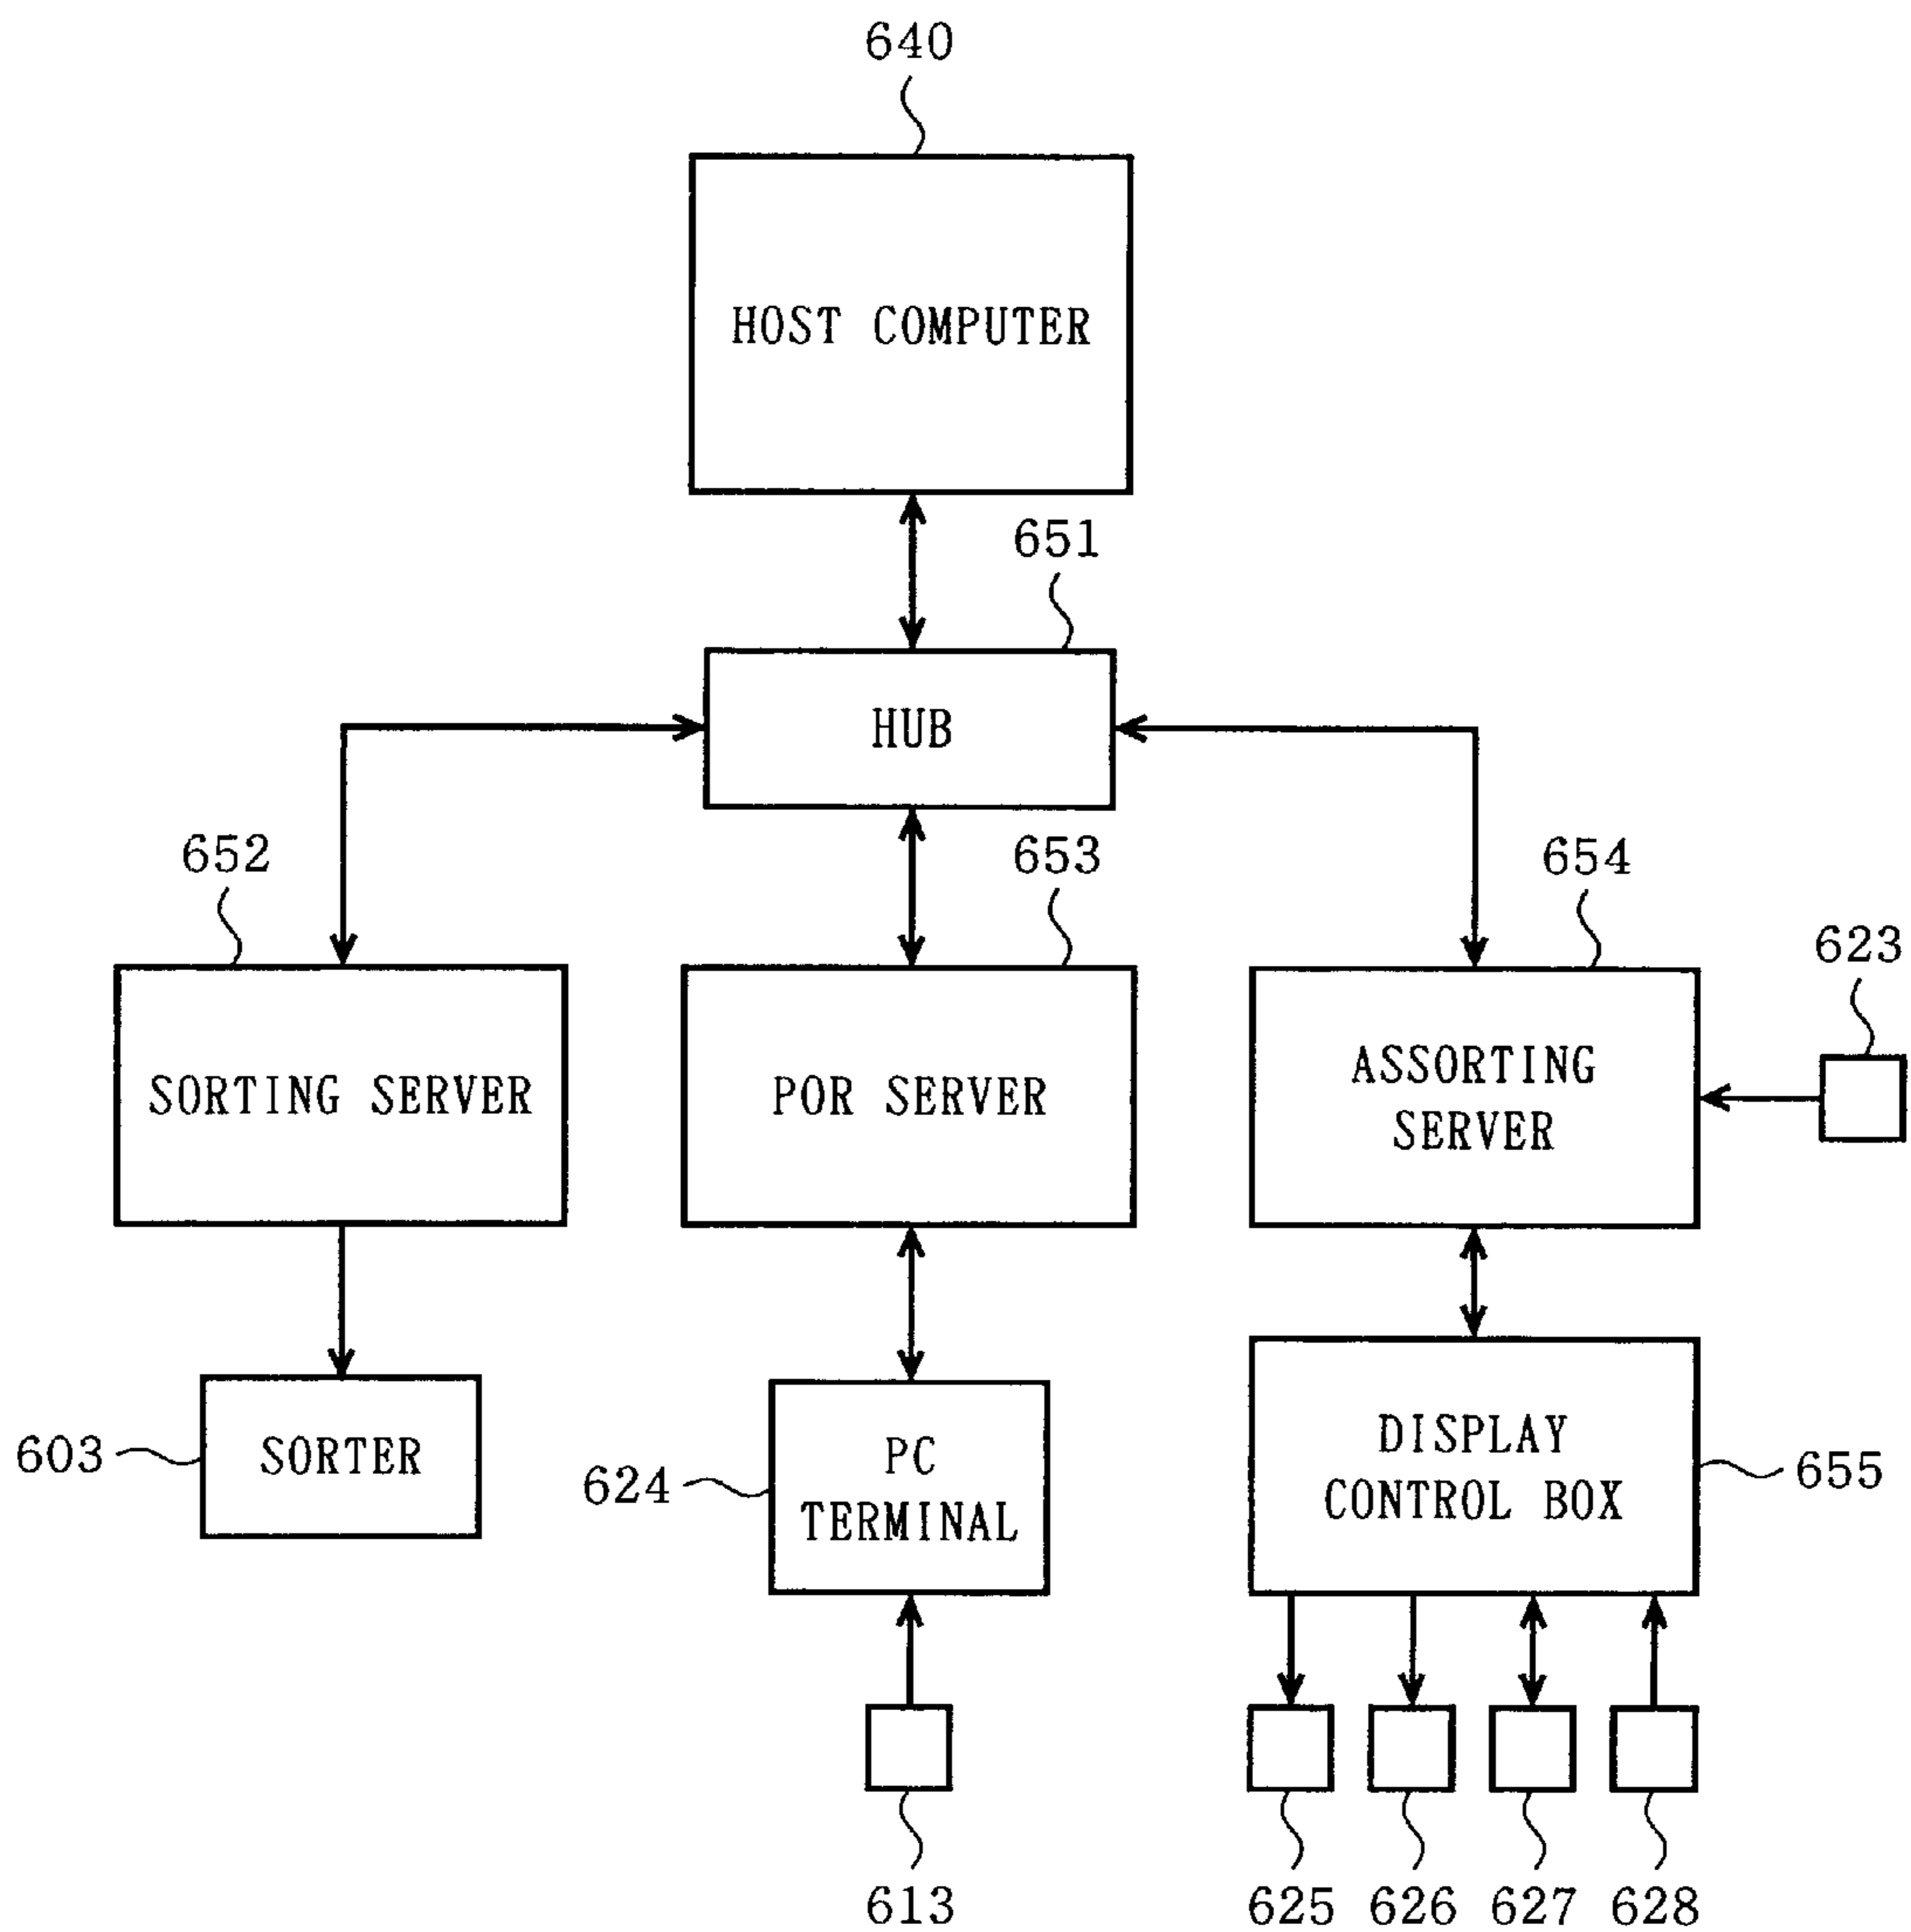 640
HOST COMPUTER
651
HUB
652
653
654
623
SORTING SERVER
POR SERVER
ASSORTING
SERVER
603
SORTER
624
PC
TERMINAL
DISPLAY
CONTROL BOX
655
613
625
626
627
628